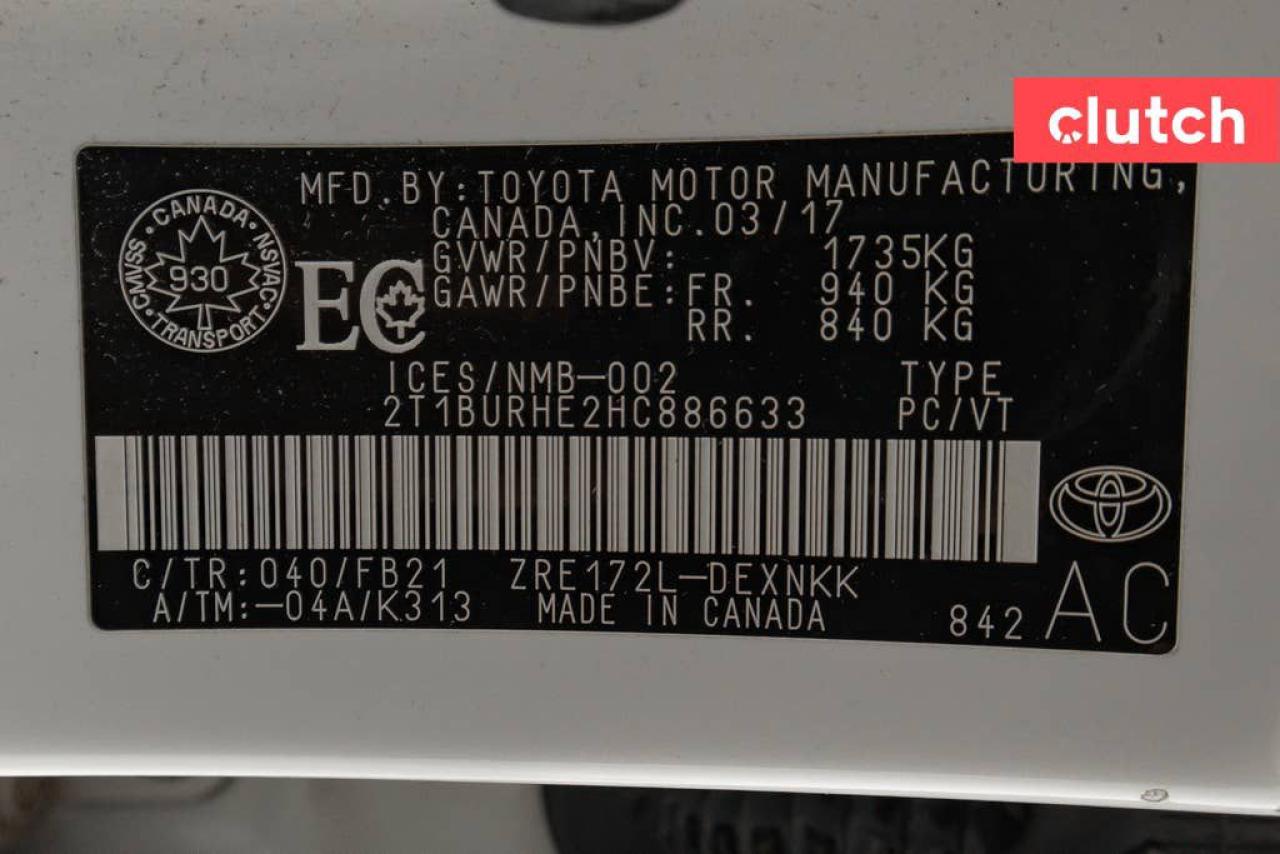 clutch
MFD. BY: TOYOTA MOTOR MANUFACTURING,
CANADA, INC. 03/17
GVWR/PNBV: 1735KG
GAWR/PNBE: FR. 940 KG
RR. 840 KG
CANADA
CMVSS 930 NSVAC
TRANSPORT
EC
ICES/NMB-002 TYPE
2T1BURHE2HC886633 PC/VT
C/TR: 040/FB21 ZRE172L-DEXNKK
A/TM: -04A/K313 MADE IN CANADA 842 AC